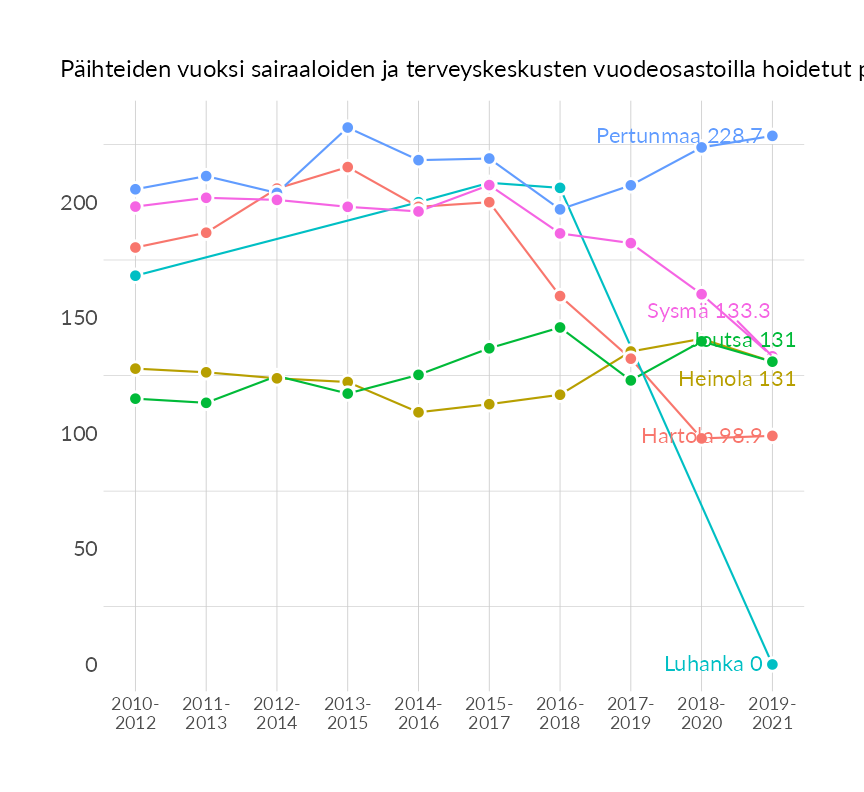 Päihteiden vuoksi sairaaloiden ja terveyskeskusten vuodeosastoilla hoidetut
Pertunmaa 228.7
200
Sysmä 133.3
150
Joutsa 131
Heinola 131
100
Hartola 98.9
50
0
Luhanka 0
2010-2012
2011-2013
2012-2014
2013-2015
2014-2016
2015-2017
2016-2018
2017-2019
2018-2020
2019-2021